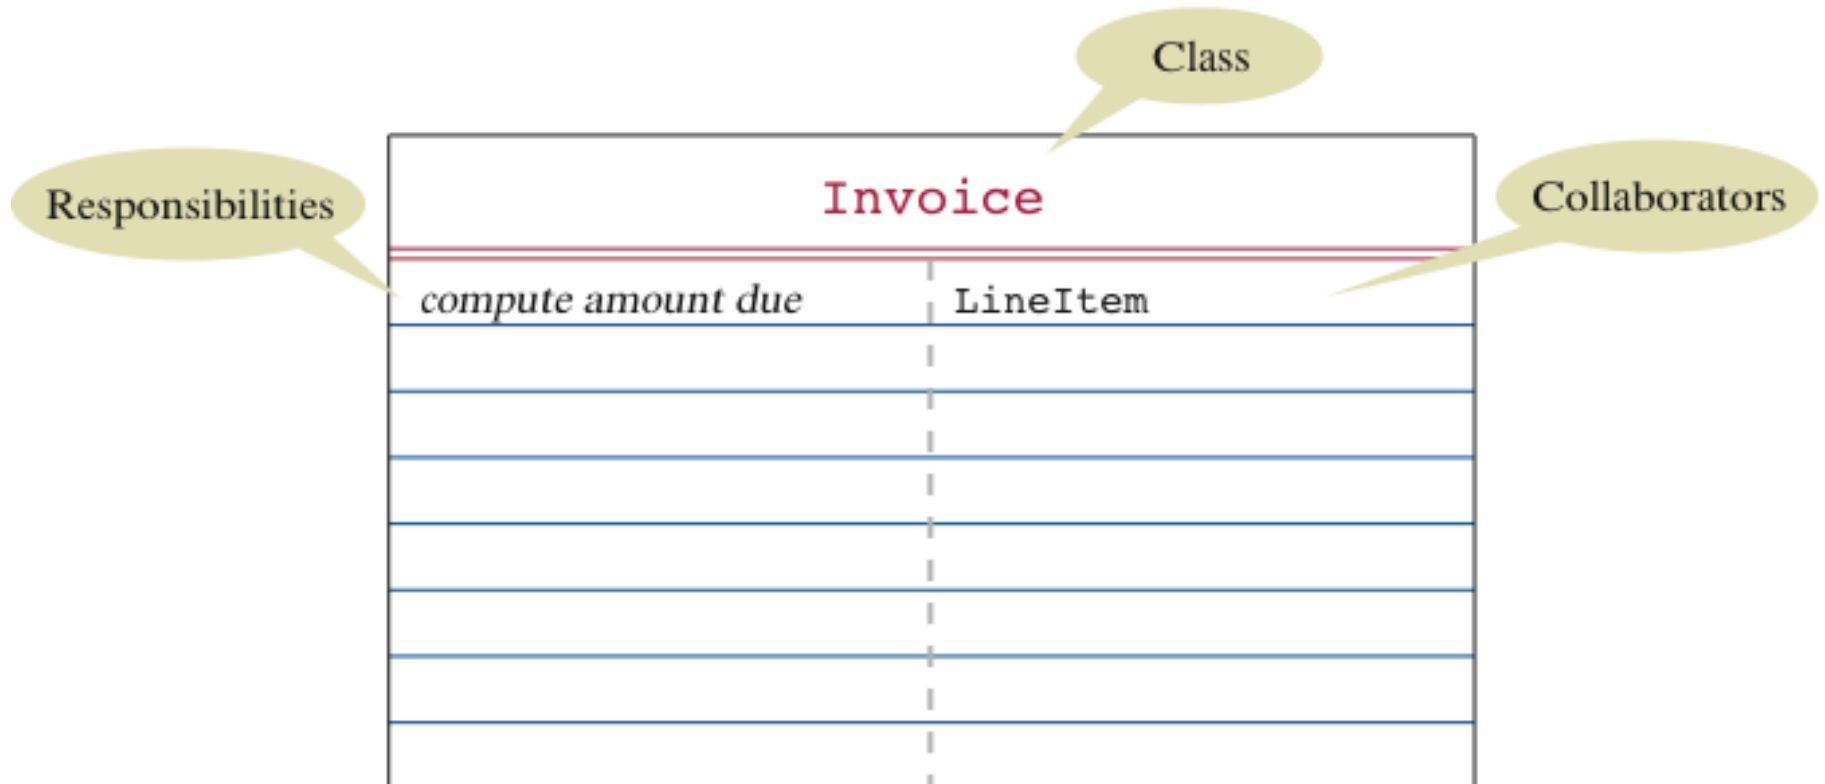 Class
Invoice
Responsibilities
Collaborators
compute amount due
LineItem